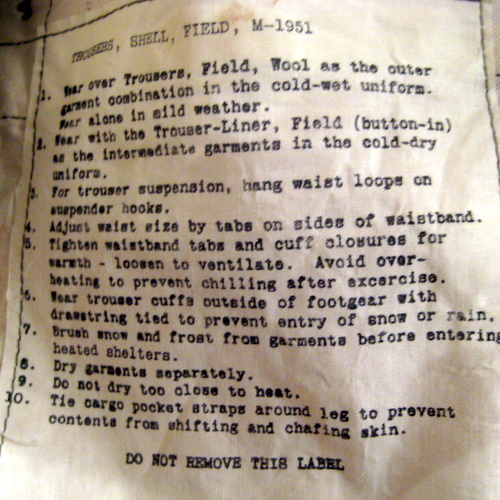 TROUSERS, SHELL, FIELD, M-1951
1. Wear over Trousers, Field, Wool as the outer
garment combination in the cold-wet uniform.
Wear alone in mild weather.
2. Wear with the Trouser-Liner, Field (button-in)
as the intermediate garments in the cold-dry
uniform.
3. For trouser suspension, hang waist loops on
suspender hooks.
4. Adjust waist size by tabs on sides of waistband.
5. Tighten waistband tabs and cuff closures for
warmth - loosen to ventilate. Avoid over-
heating to prevent chilling after excercise.
6. Wear trouser cuffs outside of footgear with
drawstring tied to prevent entry of snow or rain.
7. Brush snow and frost from garments before entering
heated shelters.
8. Dry garments separately.
9. Do not dry too close to heat.
10. Tie cargo pocket straps around leg to prevent
contents from shifting and chafing skin.
DO NOT REMOVE THIS LABEL